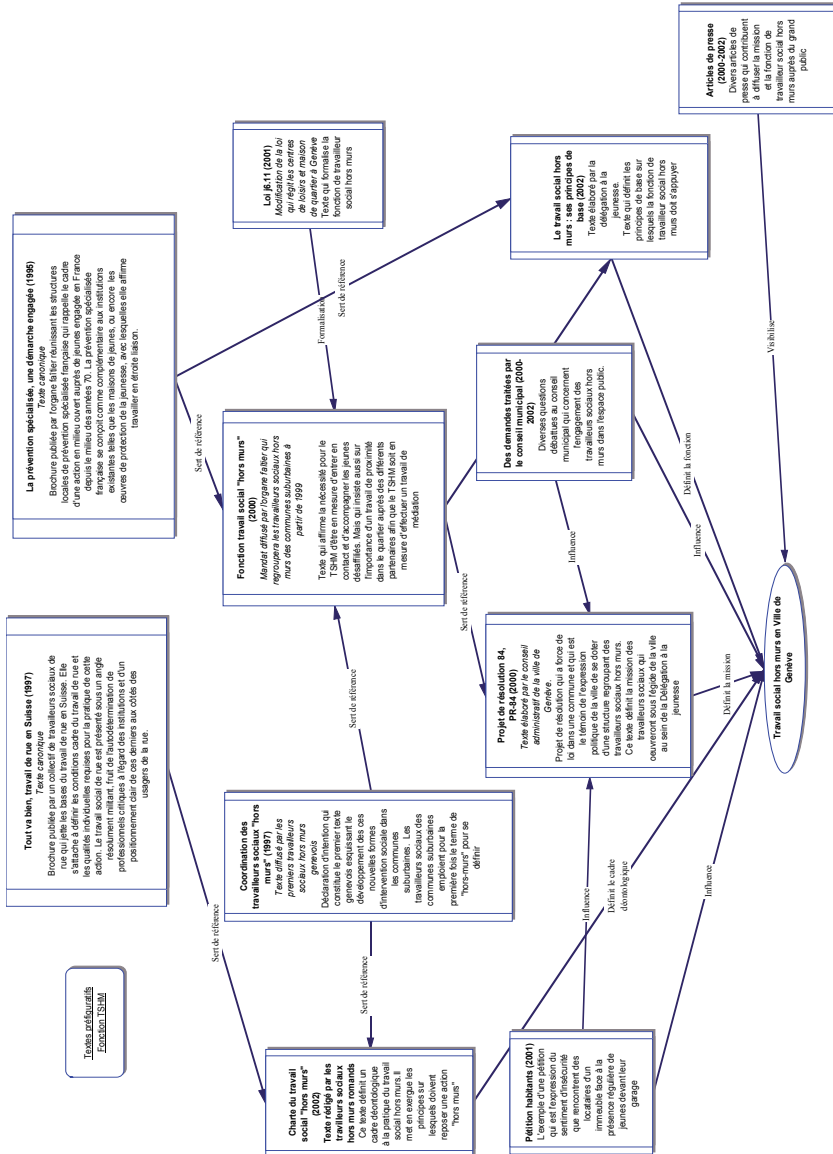 Textes préfiguratifs
Fonction TSHM
Tout va bien, travail de rue en Suisse (1997)
Texte canonique
Brochure publiée par un collectif de travailleurs sociaux de
rue qui jette les bases du travail de rue en Suisse. Elle
s'attache à définir les conditions cadre du travail de rue et
les qualités individuelles requises pour la pratique de cette
action. Le travail social de rue est présenté sous un angle
résolument militant, fruit de l'autodétermination de
professionnels critiques à l'égard des institutions et d'un
positionnement clair de ces derniers aux côtés des
usagers de la rue.
La prévention spécialisée, une démarche engagée (1995)
Texte canonique
Brochure publiée par l'organe faîtier réunissant les structures
locales de prévention spécialisée française qui rappelle le cadre
d'une action en milieu ouvert auprès de jeunes engagée en France
depuis le milieu des années 70. La prévention spécialisée
française se conçoit comme complémentaire aux institutions
existantes telles que les maisons de jeunes, ou encore les
œuvres de protection de la jeunesse, avec lesquelles elle affirme
travailler en étroite liaison.
Sert de référence
Sert de référence
Sert de référence
Formalisation
Coordination des
travailleurs sociaux "hors
murs" (1997)
Texte diffusé par les
premiers travailleurs
sociaux hors murs
genevois
Déclaration d'intention qui
constitue le premier texte
genevois esquissant le
développement des ces
nouvelles formes
d'intervention sociale dans
les communes
suburbaines. Les
travailleurs sociaux des
communes suburbaines
emploient pour la
première fois le terme de
"hors-murs" pour se
définir
Sert de référence
Fonction travail social "hors murs"
(2000)
Mandat diffusé par l'organe faîtier qui
regroupera les travailleurs sociaux hors
murs des communes suburbaines à
partir de 1999
Texte qui affirme la nécessité pour le
TSHM d'être en mesure d'entrer en
contact et d'accompagner les jeunes
désaffiliés. Mais qui insiste aussi sur
l'importance d'un travail de proximité
dans le quartier auprès des différents
partenaires afin que le TSHM soit en
mesure d'effectuer un travail de
médiation
Loi j6.11 (2001)
Modification de la loi
qui régit les centres
de loisirs et maison
de quartier à Genève
Texte qui formalise la
fonction de travailleur
social hors murs
Sert de référence
Sert de référence
Charte du travail
social "hors murs"
(2002)
Texte rédigé par les
travilleurs sociaux
hors murs romands
Ce texte définit un
cadre déontologique
à la pratique du travail
social hors murs. Il
met en exergue les
principes sur
lesquels doivent
reposer une action
"hors murs"
Projet de résolution 84,
PR-84 (2000)
Texte élaboré par le conseil
administratif de la ville de
Genève.
Projet de résolution qui a force de
loi dans une commune et qui est
le témoin de l'expression
politique de la ville de se doter
d'une structure regroupant des
travailleurs sociaux hors murs.
Ce texte définit la mission des
travailleurs sociaux qui
oeuvreront sous l'égide de la ville
au sein de la Délégation à la
jeunesse
Influence
Des demandes traitées par
le conseil municipal (2000-
2002)
Diverses questions
débattues au conseil
municipal qui concernent
l'engagement des
travailleurs sociaux hors
murs dans l'espace public.
Le travail social hors
murs : ses principes de
base (2002)
Texte élaboré par la
délégation à la
jeunesse.
Texte qui définit les
principes de base sur
lesquels la fonction de
travailleur social hors
murs doit s'appuyer
Influence
Définit le cadre
déontologique
Définit la mission
Influence
Définit la fonction
Pétition habitants (2001)
L'exemple d'une pétition
qui est l'expression du
sentiment d'insécurité
que rencontrent des
locataires d'un
immeuble face à la
présence régulière de
jeunes devant leur
garage
Influence
Travail social hors murs en Ville de
Genève
Visibilise
Articles de presse
(2000-2002)
Divers articles de
presse qui contribuent
à diffuser la mission
et la fonction de
travailleur social hors
murs auprès du grand
public